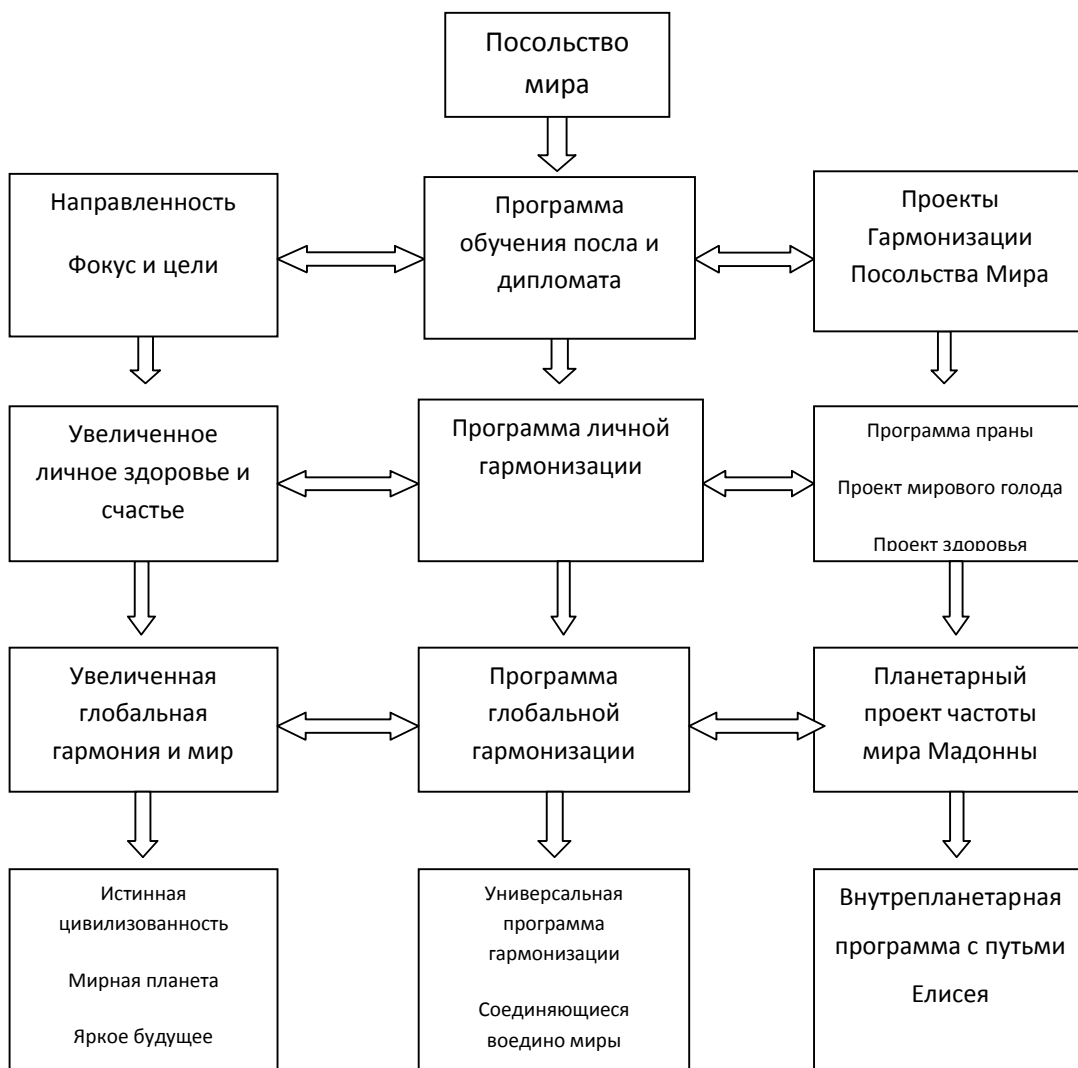 Посольство
мира
Направленность
Фокус и цели
Программа
обучения посла и
дипломата
Проекты
Гармонизации
Посольства Мира
Увеличенное
личное здоровье и
счастье
Программа личной
гармонизации
Программа праны
Проект мирового голода
Проект здоровья
Увеличенная
глобальная
гармония и мир
Программа
глобальной
гармонизации
Планетарный
проект частоты
мира Мадонны
Истинная
цивилизованность
Мирная планета
Яркое будущее
Универсальная
программа
гармонизации
Соединяющиеся
воедино миры
Внутрепланетарная
программа с путьми
Елисея